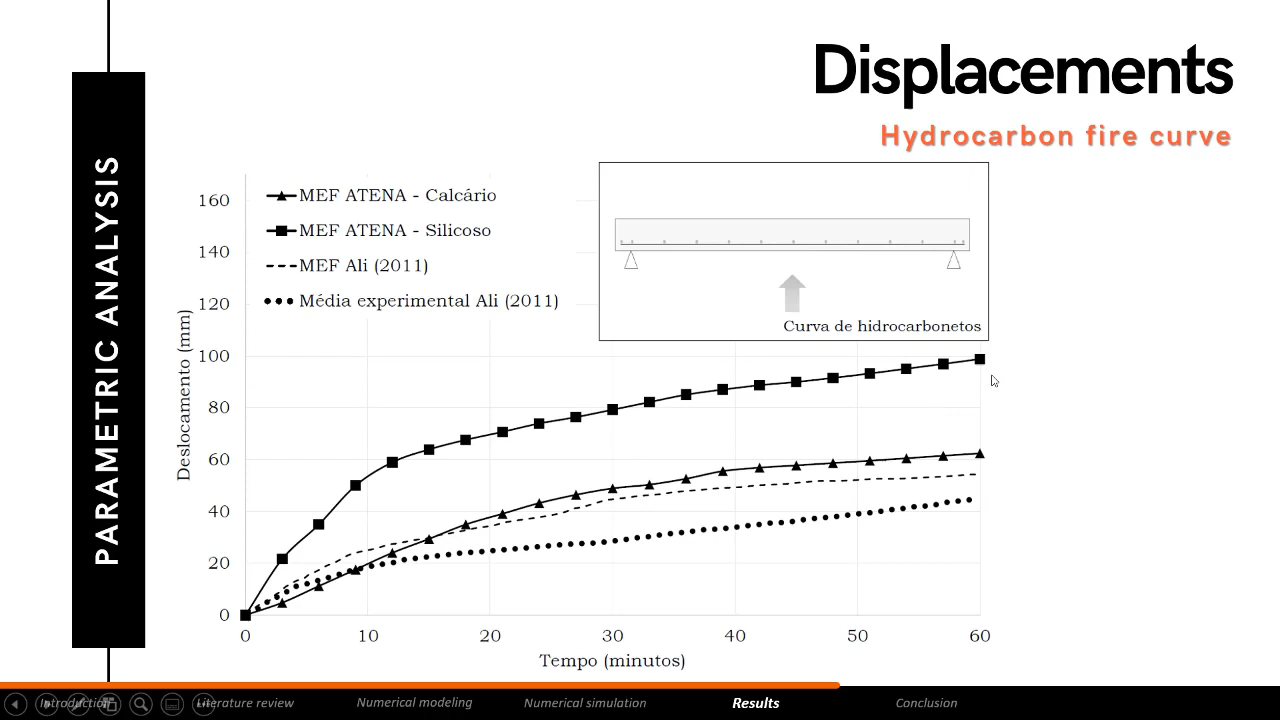 Displacements
Hydrocarbon fire curve
PARAMETRIC ANALYSIS
MEF ATENA - Calcário
MEF ATENA - Silicoso
MEF Ali (2011)
Média experimental Ali (2011)
Curva de hidrocarbonetos
Deslocamento (mm)
160
140
120
100
80
60
40
20
0
0 10 20 30 40 50 60
Tempo (minutos)
Introduction Literature review Numerical modeling Numerical simulation Results Conclusion